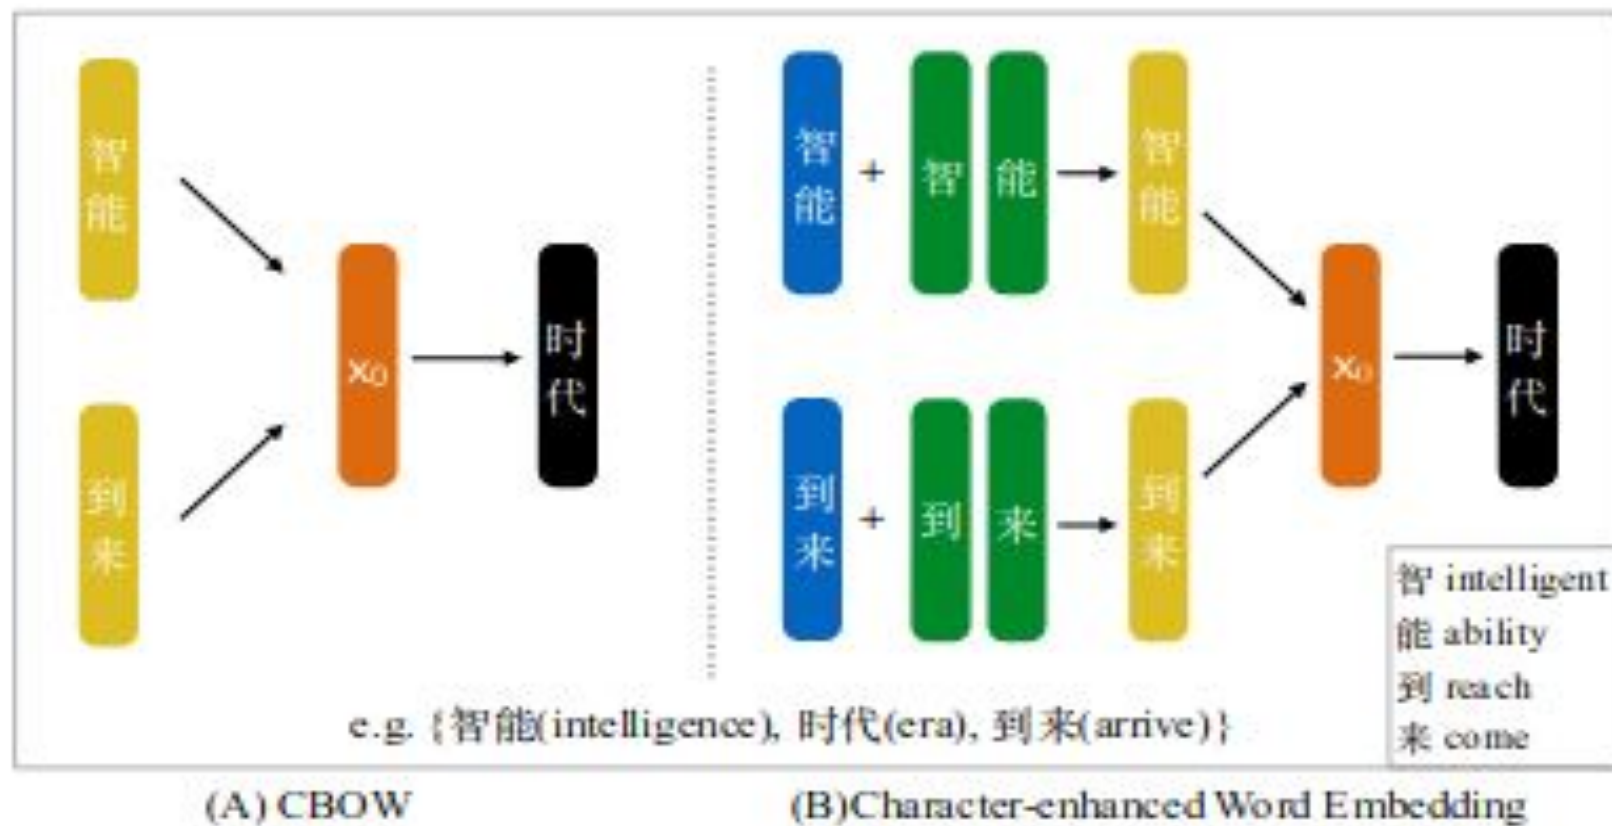 智能
到来
x₀
时代
智能 + 智 能 智能
到来 + 到 来 到来
x₀
时代
智 intelligent
能 ability
到 reach
来 come
e.g. {智能(intelligence), 时代(era), 到来(arrive)}
(A) CBOW
(B)Character-enhanced Word Embedding